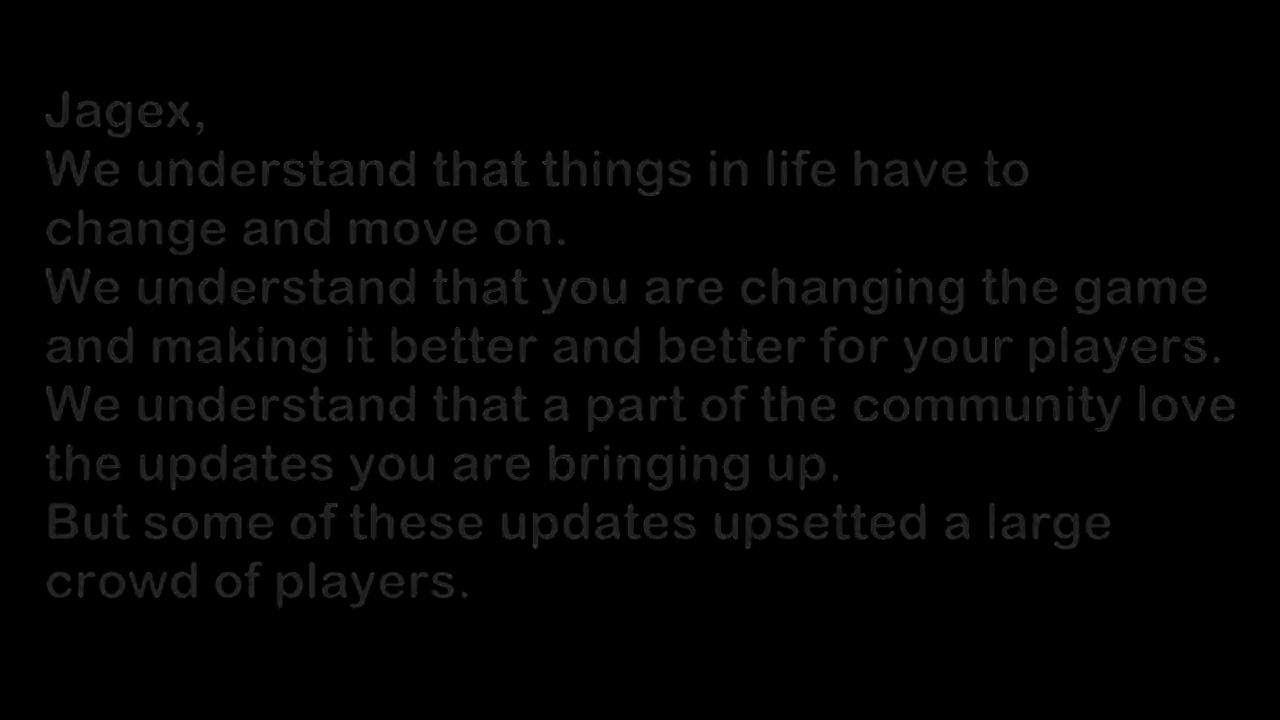 Jagex,
We understand that things in life have to
change and move on.
We understand that you are changing the game
and making it better and better for your players.
We understand that a part of the community love
the updates you are bringing up.
But some of these updates upsetted a large
crowd of players.